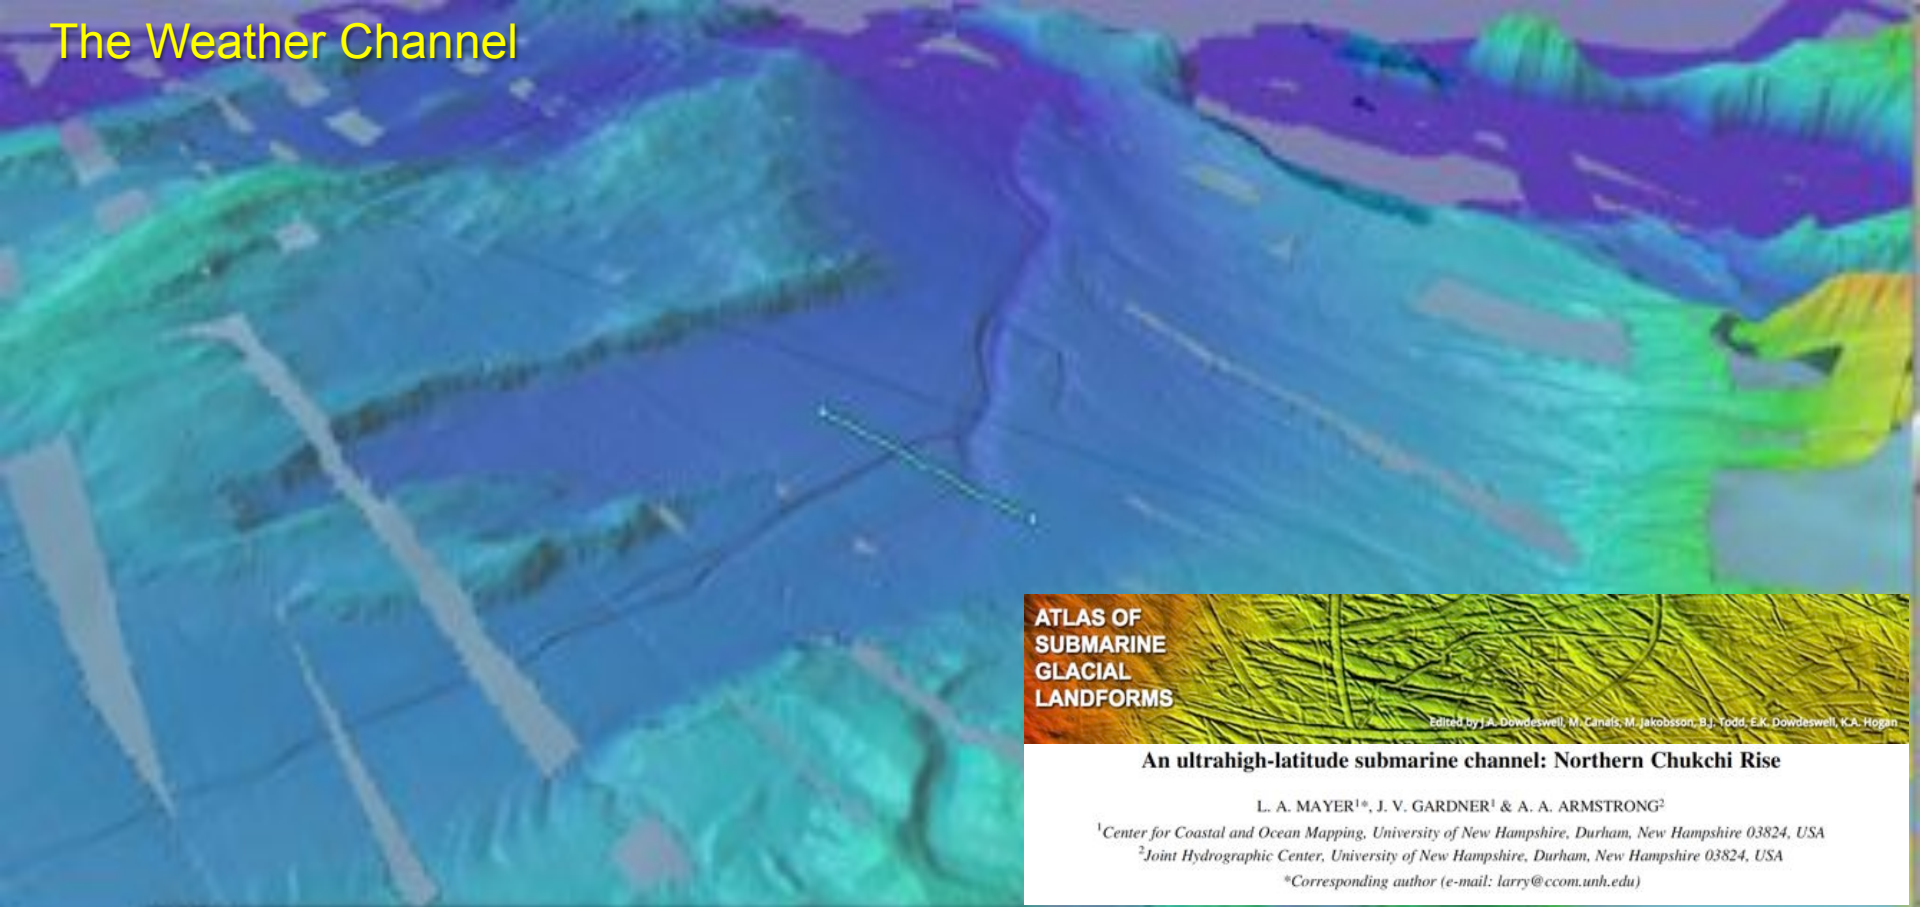 The Weather Channel
ATLAS OF
SUBMARINE
GLACIAL
LANDFORMS
Edited by J.A. Dowdeswell, M. Canals, M. Jakobsson, B.J. Todd, E.K. Dowdeswell, K.A. Hogan
An ultrahigh-latitude submarine channel: Northern Chukchi Rise
L. A. MAYER¹*, J. V. GARDNER¹ & A. A. ARMSTRONG²
¹Center for Coastal and Ocean Mapping, University of New Hampshire, Durham, New Hampshire 03824, USA
²Joint Hydrographic Center, University of New Hampshire, Durham, New Hampshire 03824, USA
*Corresponding author (e-mail: larry@ccom.unh.edu)